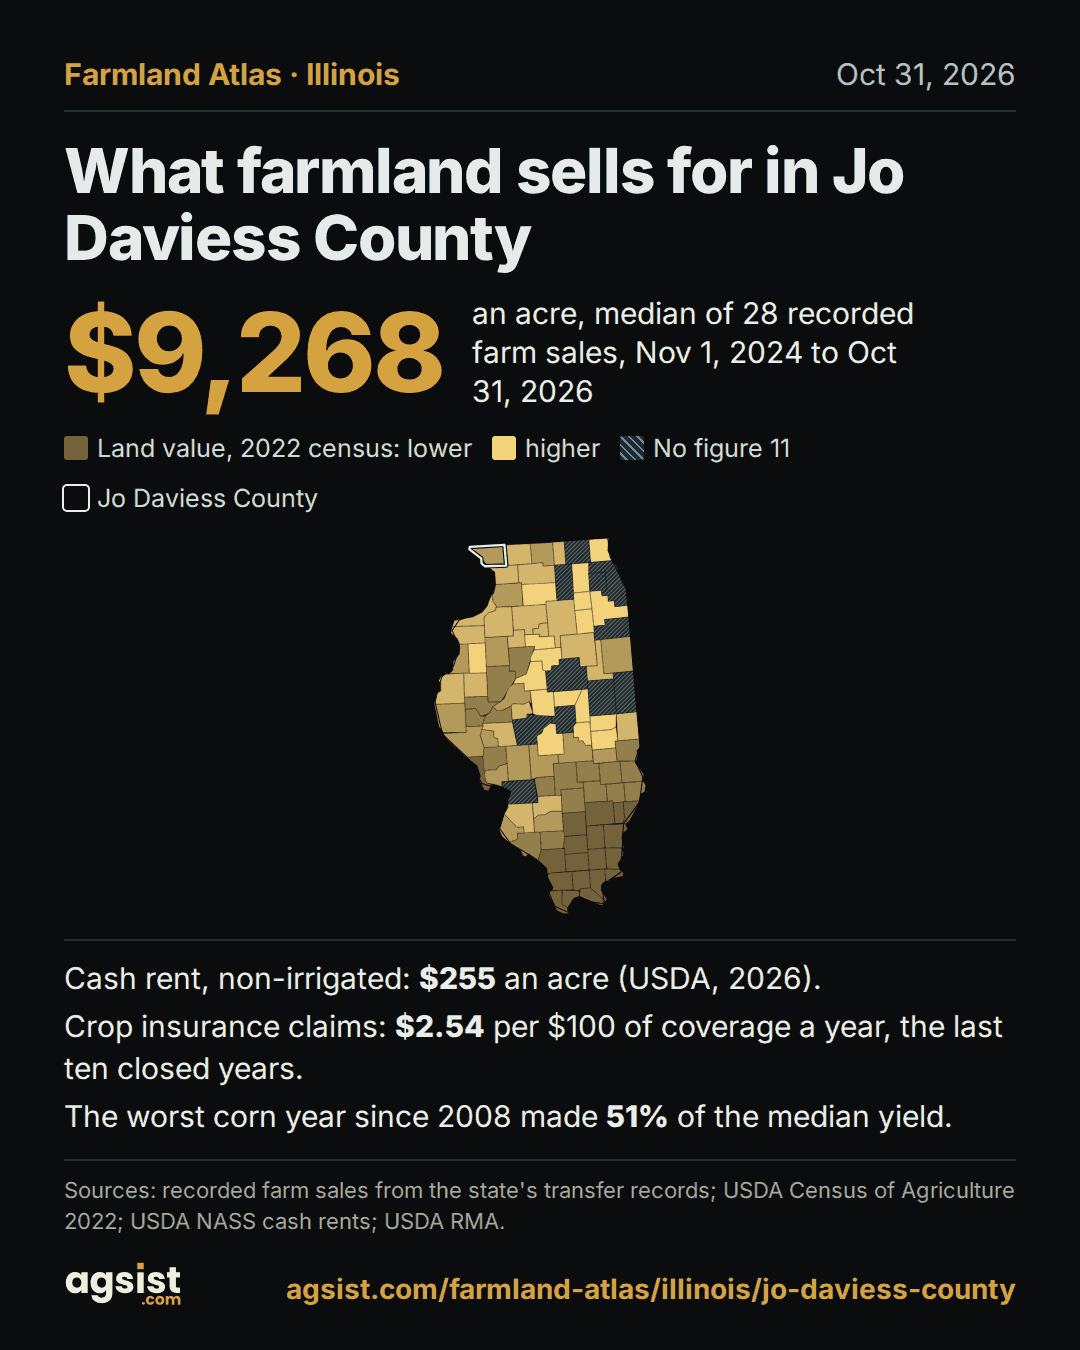 Farmland Atlas · Illinois
Oct 31, 2026
What farmland sells for in Jo
Daviess County
$9,268
an acre, median of 28 recorded
farm sales, Nov 1, 2024 to Oct
31, 2026
Land value, 2022 census: lower
higher
No figure 11
Jo Daviess County
Cash rent, non-irrigated: $255 an acre (USDA, 2026).
Crop insurance claims: $2.54 per $100 of coverage a year, the last
ten closed years.
The worst corn year since 2008 made 51% of the median yield.
Sources: recorded farm sales from the state's transfer records; USDA Census of Agriculture
2022; USDA NASS cash rents; USDA RMA.
agsist
.com
agsist.com/farmland-atlas/illinois/jo-daviess-county